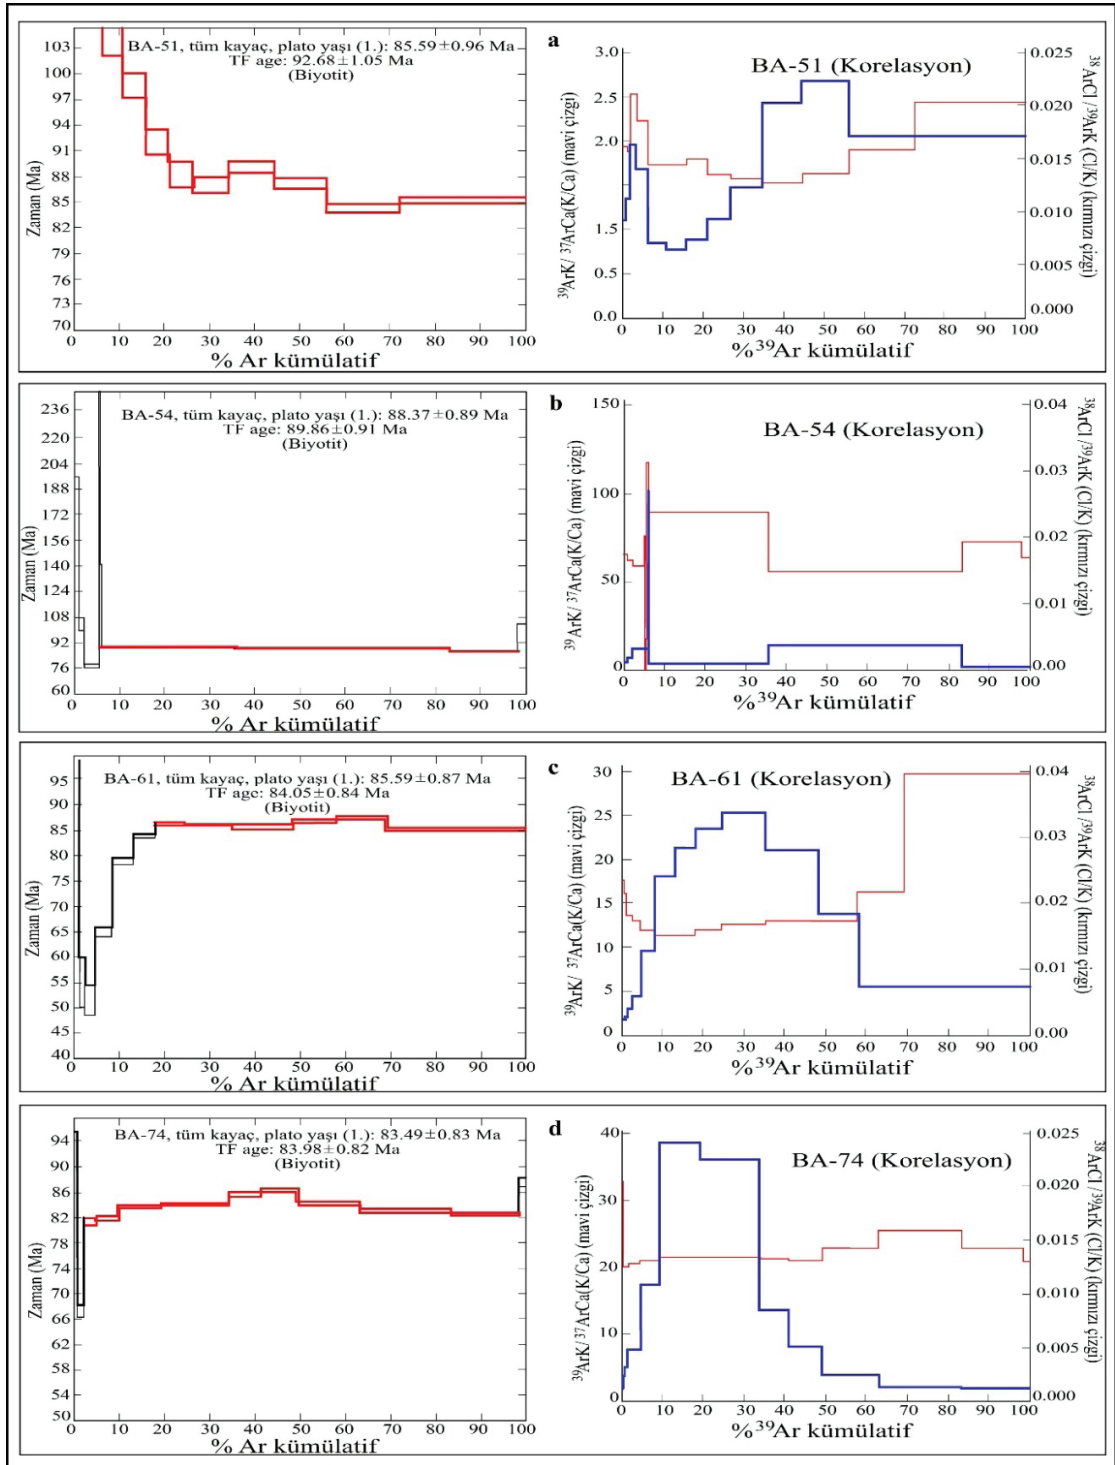 BA-51, tüm kayaç, plato yaşı (1.): 85.59±0.96 Ma
TF age: 92.68±1.05 Ma
(Biyotit)
Zaman (Ma)
103
100
97
94
91
88
85
82
79
76
73
70
10 20 30 40 50 60 70 80 90 100
% Ar kümülatif
a
BA-51 (Korelasyon)
39ArK/ 37ArCa(K/Ca) (mavi çizgi)
3.0
2.5
2.0
1.5
0.5
0.0
38ArCl /39ArK (Cl/K) (kırmızı çizgi)
0.025
0.020
0.015
0.010
0.005
0.000
0 10 20 30 40 50 60 70 80 90 100
%39Ar kümülatif
BA-54, tüm kayaç, plato yaşı (1.): 88.37±0.89 Ma
TF age: 89.86±0.91 Ma
(Biyotit)
Zaman (Ma)
236
220
204
188
172
156
140
124
108
92
76
60
10 20 30 40 50 60 70 80 90 100
% Ar kümülatif
b
BA-54 (Korelasyon)
39ArK/ 37ArCa(K/Ca) (mavi çizgi)
150
100
50
0
38ArCl /39ArK (Cl/K) (kırmızı çizgi)
0.04
0.03
0.02
0.01
0.00
0 10 20 30 40 50 60 70 80 90 100
%39Ar kümülatif
BA-61, tüm kayaç, plato yaşı (1.): 85.59±0.87 Ma
TF age: 84.05±0.84 Ma
(Biyotit)
Zaman (Ma)
95
90
85
80
75
70
65
60
55
50
45
40
10 20 30 40 50 60 70 80 90 100
% Ar kümülatif
c
BA-61 (Korelasyon)
39ArK/ 37ArCa(K/Ca) (mavi çizgi)
30
25
20
15
10
5
0
38ArCl /39ArK (Cl/K) (kırmızı çizgi)
0.04
0.03
0.02
0.01
0.00
0 10 20 30 40 50 60 70 80 90 100
%39Ar kümülatif
BA-74, tüm kayaç, plato yaşı (1.): 83.49±0.83 Ma
TF age: 83.98±0.82 Ma
(Biyotit)
Zaman (Ma)
94
90
86
82
78
74
70
66
62
58
54
50
10 20 30 40 50 60 70 80 90 100
% Ar kümülatif
d
BA-74 (Korelasyon)
39ArK/ 37ArCa(K/Ca) (mavi çizgi)
40
30
20
10
0
38 ArCl /39ArK (Cl/K) (kırmızı çizgi)
0.025
0.020
0.015
0.010
0.005
0.000
0 10 20 30 40 50 60 70 80 90 100
%39Ar kümülatif